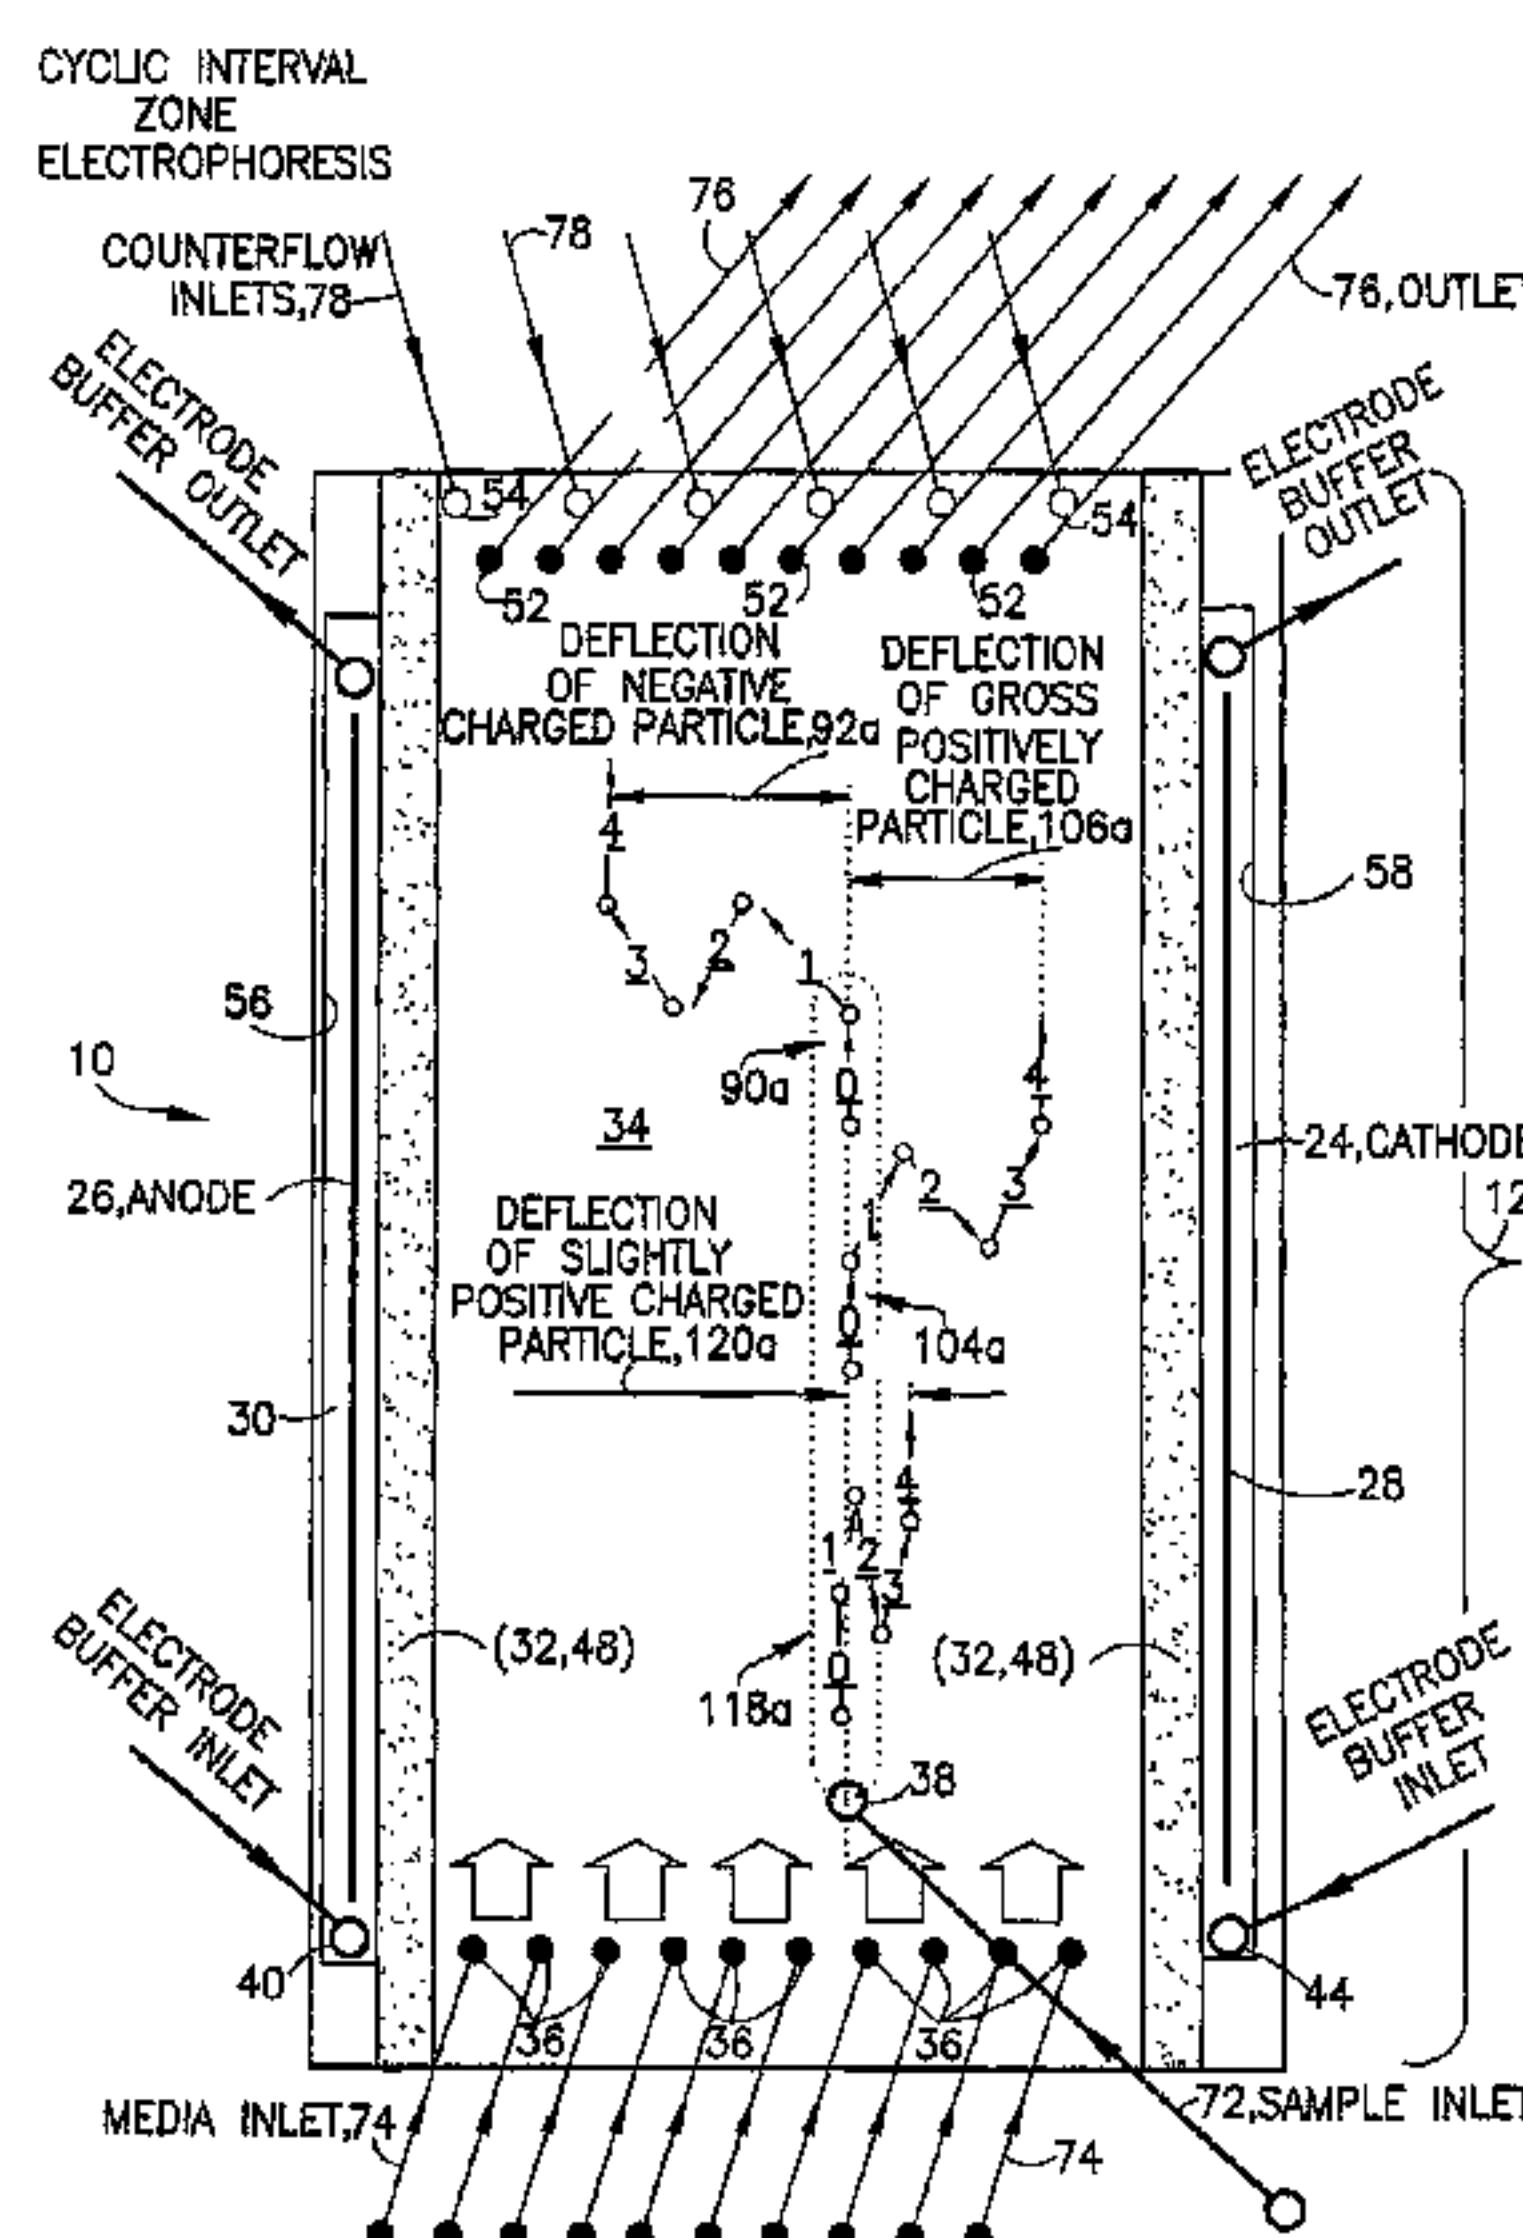 CYCLIC INTERVAL
ZONE
ELECTROPHORESIS
COUNTERFLOW
INLETS,78
78
76
76,OUTLET
ELECTRODE
BUFFER OUTLET
ELECTRODE
BUFFER
OUTLET
54
54
52
52
52
DEFLECTION
OF NEGATIVE
CHARGED PARTICLE,92a
DEFLECTION
OF GROSS
POSITIVELY
CHARGED
PARTICLE,106a
4
3
2
1
58
56
10
90a
0
34
4
24,CATHODE
12
26,ANODE
1
2
3
DEFLECTION
OF SLIGHTLY
POSITIVE CHARGED
PARTICLE,120a
0
104a
30
28
4
1
2
3
0
(32,48)
(32,48)
118a
ELECTRODE
BUFFER INLET
ELECTRODE
BUFFER
INLET
38
E
40
44
36
36
36
MEDIA INLET,74
74
72,SAMPLE INLET